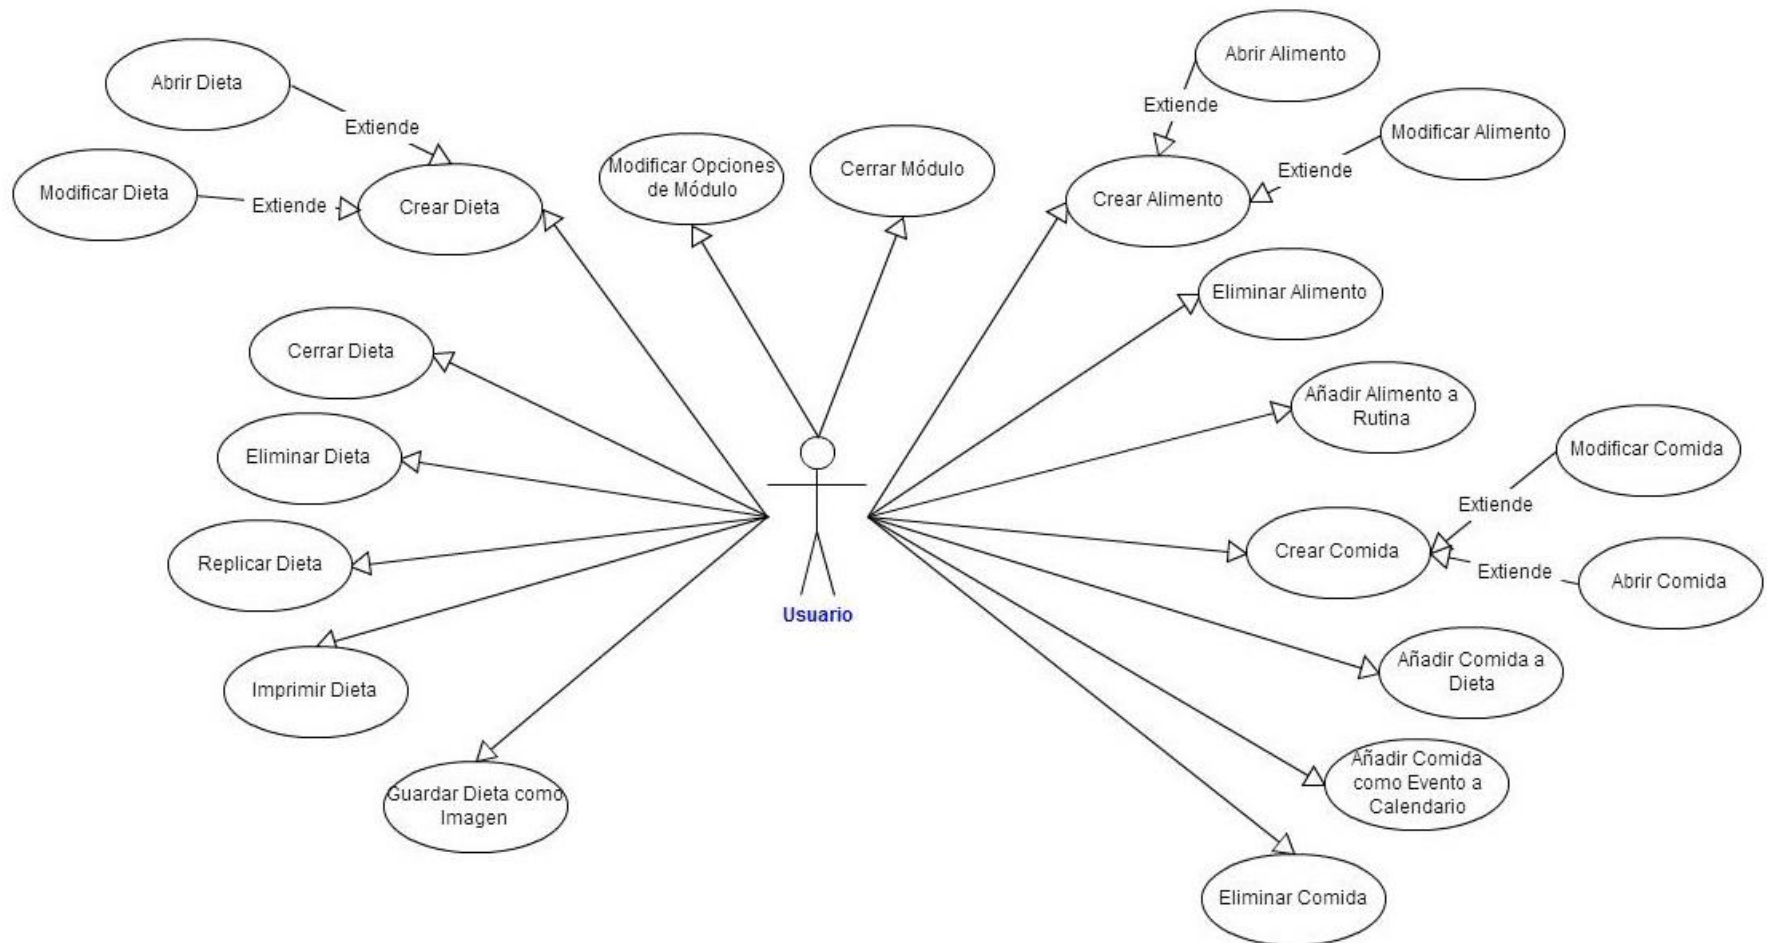 Abrir Alimento
Abrir Dieta
Extiende
Extiende
Modificar Alimento
Modificar Opciones
de Módulo
Cerrar Módulo
Extiende
Modificar Dieta
Extiende
Crear Dieta
Crear Alimento
Eliminar Alimento
Cerrar Dieta
Añadir Alimento a
Rutina
Eliminar Dieta
Modificar Comida
Extiende
Replicar Dieta
Crear Comida
Extiende
Abrir Comida
Usuario
Imprimir Dieta
Añadir Comida a
Dieta
Guardar Dieta como
Imagen
Añadir Comida
como Evento a
Calendario
Eliminar Comida